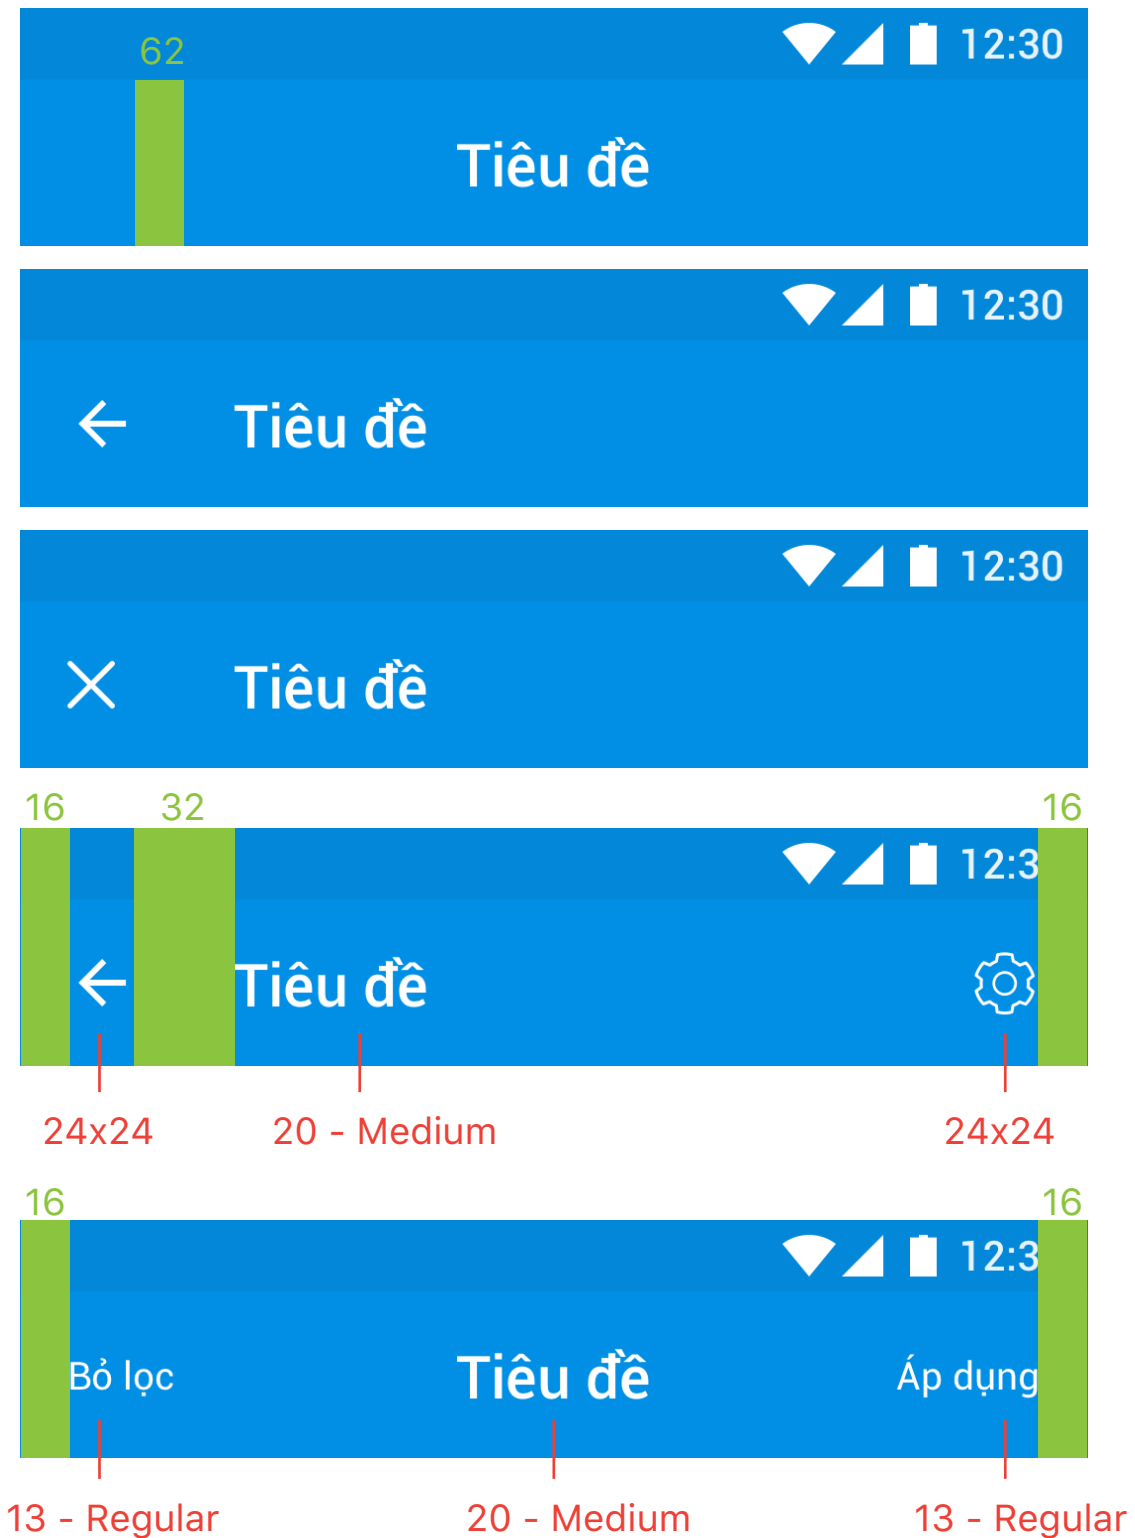 62
12:30
Tiêu đề
12:30
Tiêu đề
12:30
Tiêu đề
16 32 16
12:3
Tiêu đề
24x24 20 - Medium 24x24
16 16
12:3
Bỏ lọc Tiêu đề Áp dụng
13 - Regular 20 - Medium 13 - Regular